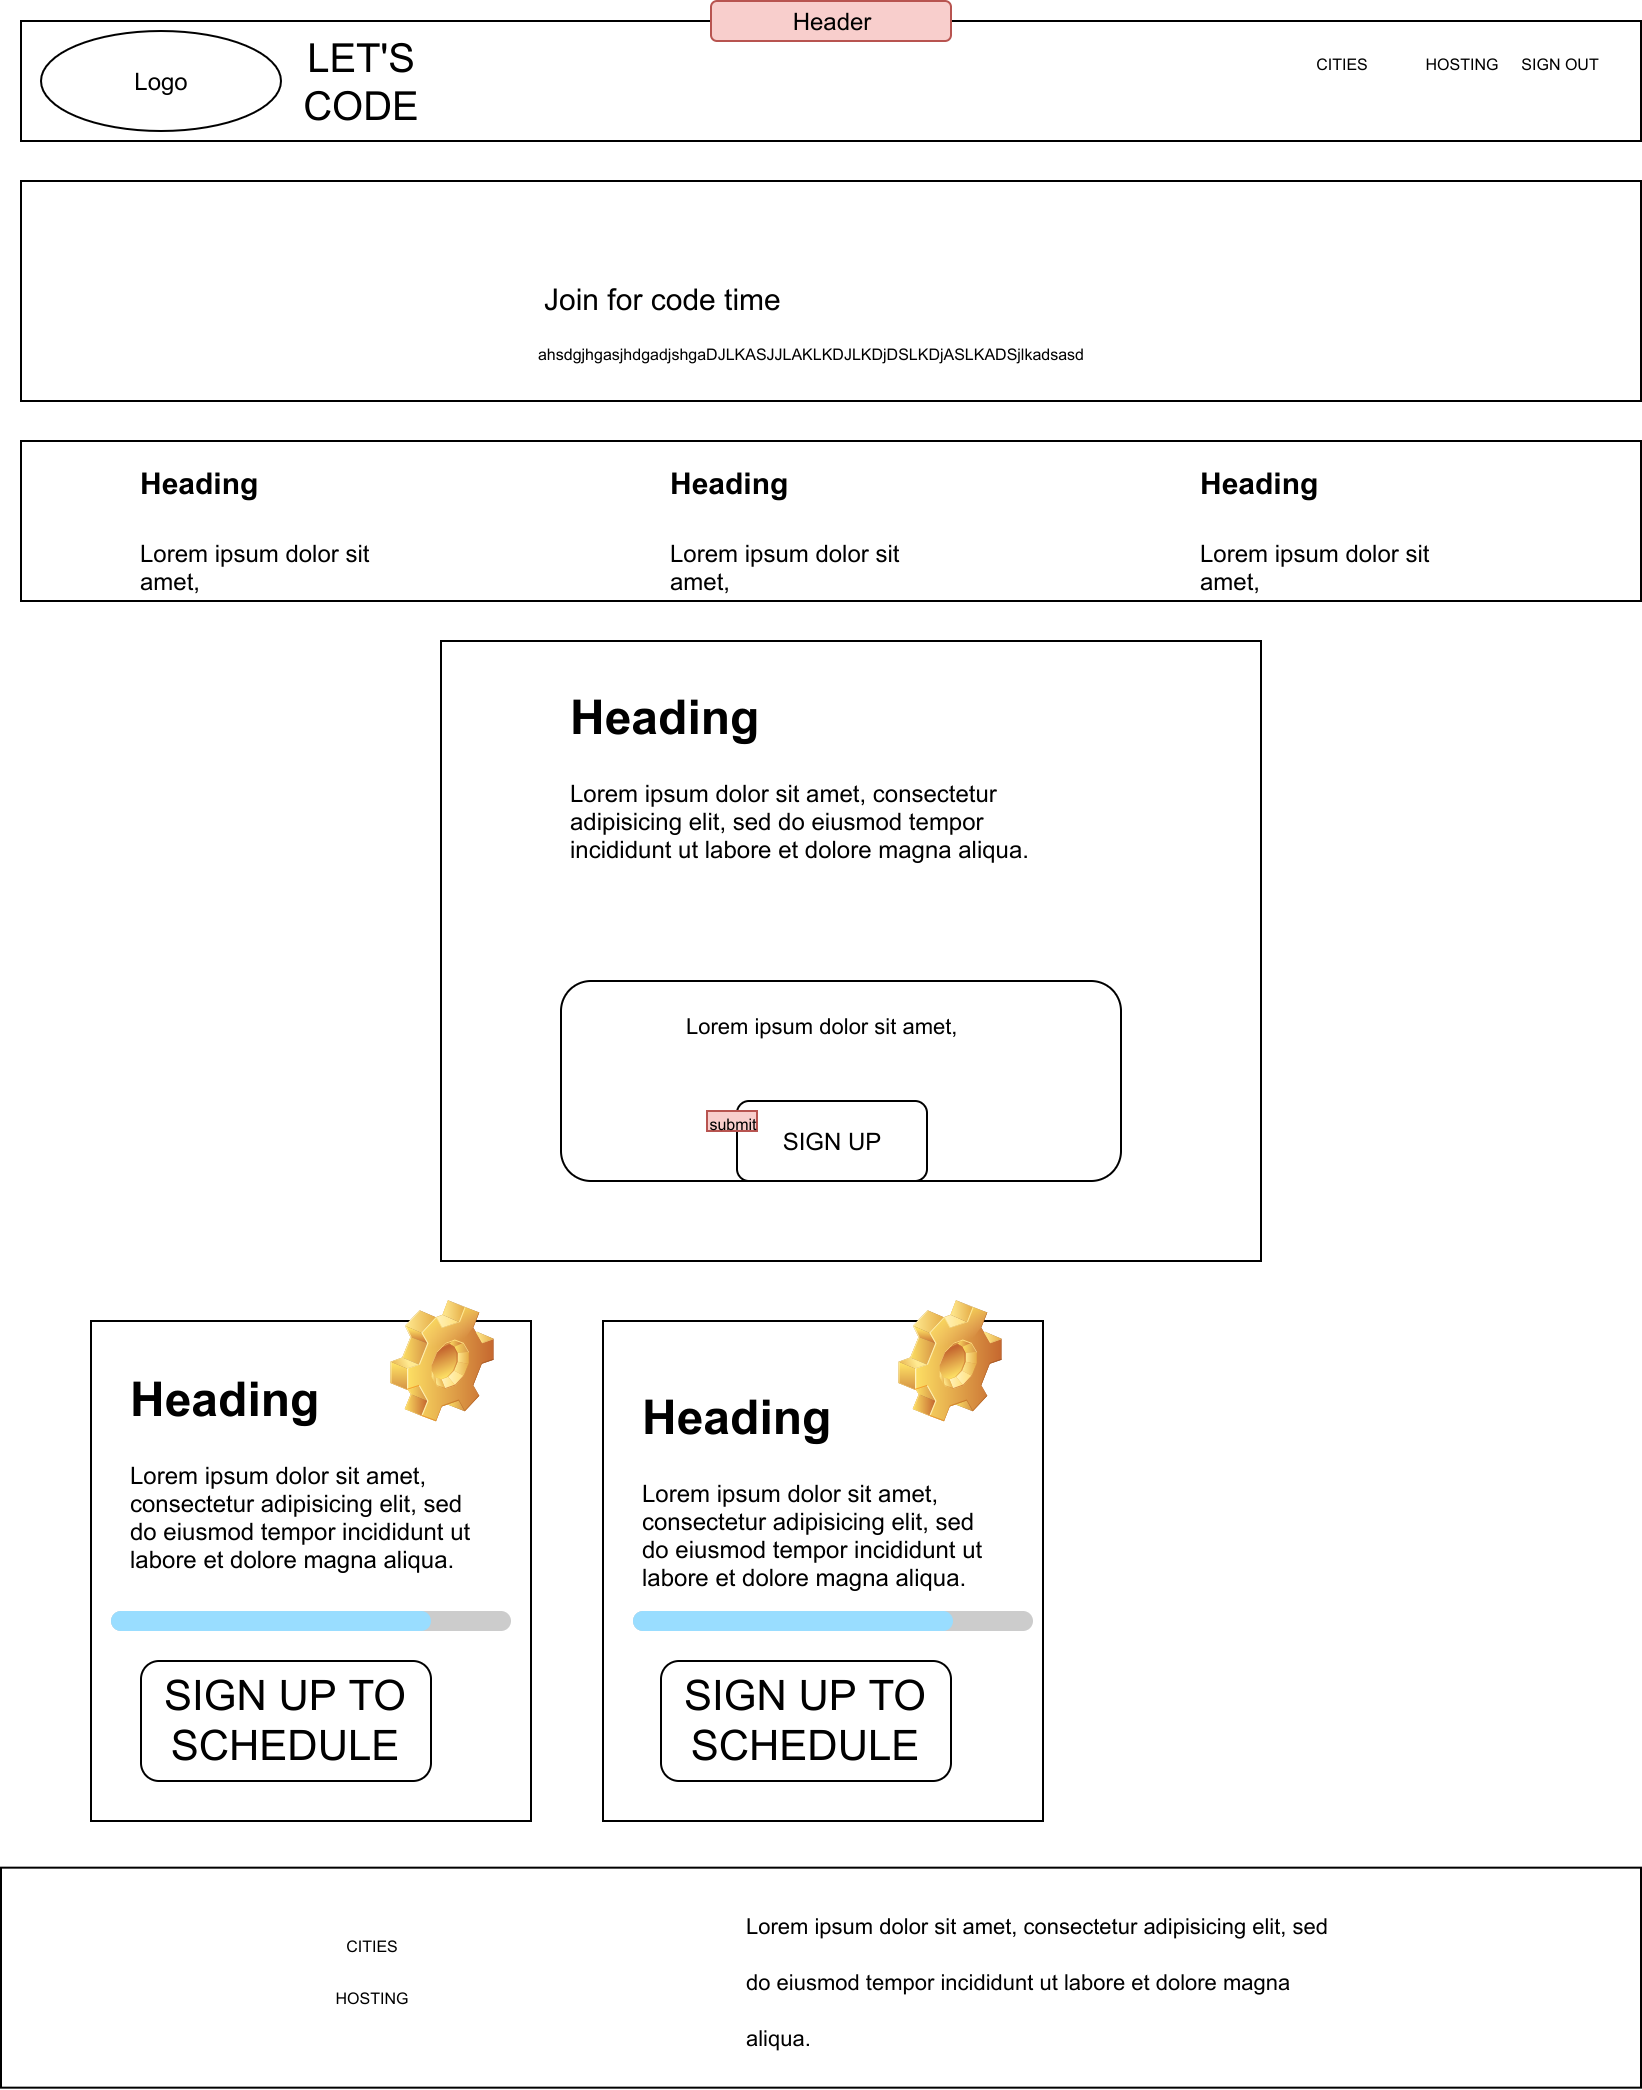 Header
Logo
LET'S
CODE
CITIES
HOSTING
SIGN OUT
Join for code time
ahsdgjhgasjhdgadjshgaDJLKASJJLAKLKDJLKDjDSLKDjASLKADSjlkadsasd
Heading
Lorem ipsum dolor sit
amet,
Heading
Lorem ipsum dolor sit
amet,
Heading
Lorem ipsum dolor sit
amet,
Heading
Lorem ipsum dolor sit amet, consectetur
adipisicing elit, sed do eiusmod tempor
incididunt ut labore et dolore magna aliqua.
Lorem ipsum dolor sit amet,
submit
SIGN UP
Heading
Lorem ipsum dolor sit amet,
consectetur adipisicing elit, sed
do eiusmod tempor incididunt ut
labore et dolore magna aliqua.
SIGN UP TO
SCHEDULE
Heading
Lorem ipsum dolor sit amet,
consectetur adipisicing elit, sed
do eiusmod tempor incididunt ut
labore et dolore magna aliqua.
SIGN UP TO
SCHEDULE
CITIES
HOSTING
Lorem ipsum dolor sit amet, consectetur adipisicing elit, sed
do eiusmod tempor incididunt ut labore et dolore magna
aliqua.